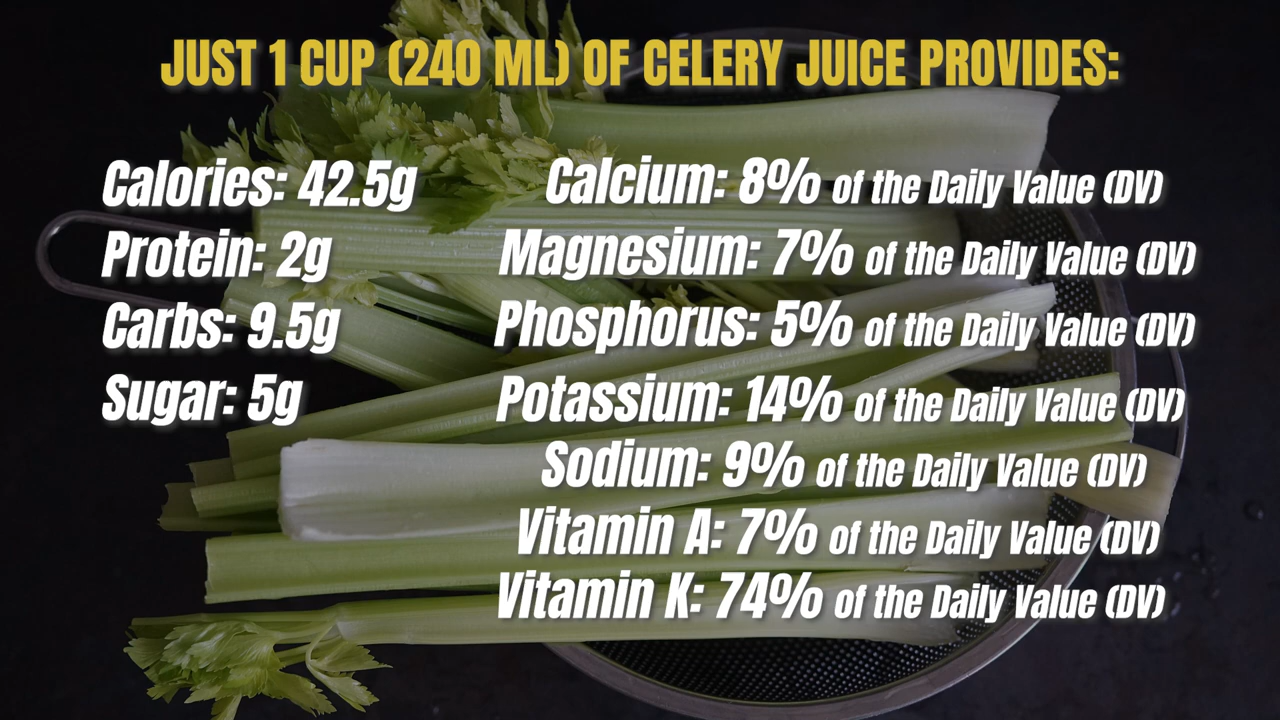 JUST 1 CUP (240 ML) OF CELERY JUICE PROVIDES:
Calories: 42.5g
Protein: 2g
Carbs: 9.5g
Sugar: 5g
Calcium: 8% of the Daily Value (DV)
Magnesium: 7% of the Daily Value (DV)
Phosphorus: 5% of the Daily Value (DV)
Potassium: 14% of the Daily Value (DV)
Sodium: 9% of the Daily Value (DV)
Vitamin A: 7% of the Daily Value (DV)
Vitamin K: 74% of the Daily Value (DV)